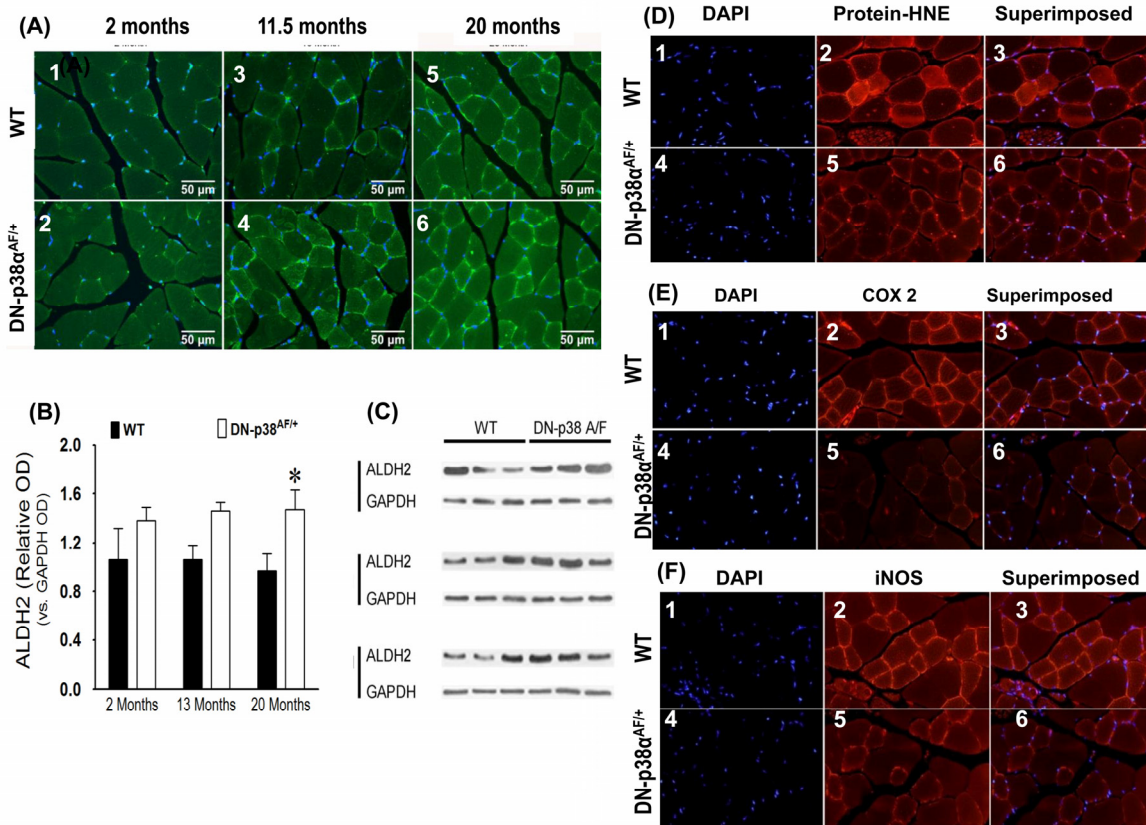 (A)
2 months
11.5 months
20 months
WT
DN-p38α^AF/+
1
(A)
3
5
50 µm
50 µm
50 µm
2
4
6
50 µm
50 µm
50 µm
(B)
WT
DN-p38^AF/+
ALDH2 (Relative OD)
(vs. GAPDH OD)
2.0
1.6
1.2
0.8
0.4
0.0
*
2 Months
13 Months
20 Months
(C)
WT
DN-p38 A/F
ALDH2
GAPDH
ALDH2
GAPDH
ALDH2
GAPDH
(D)
DAPI
Protein-HNE
Superimposed
WT
1
2
3
DN-p38α^AF/+
4
5
6
(E)
DAPI
COX 2
Superimposed
WT
1
2
3
DN-p38α^AF/+
4
5
6
(F)
DAPI
iNOS
Superimposed
WT
1
2
3
DN-p38α^AF/+
4
5
6